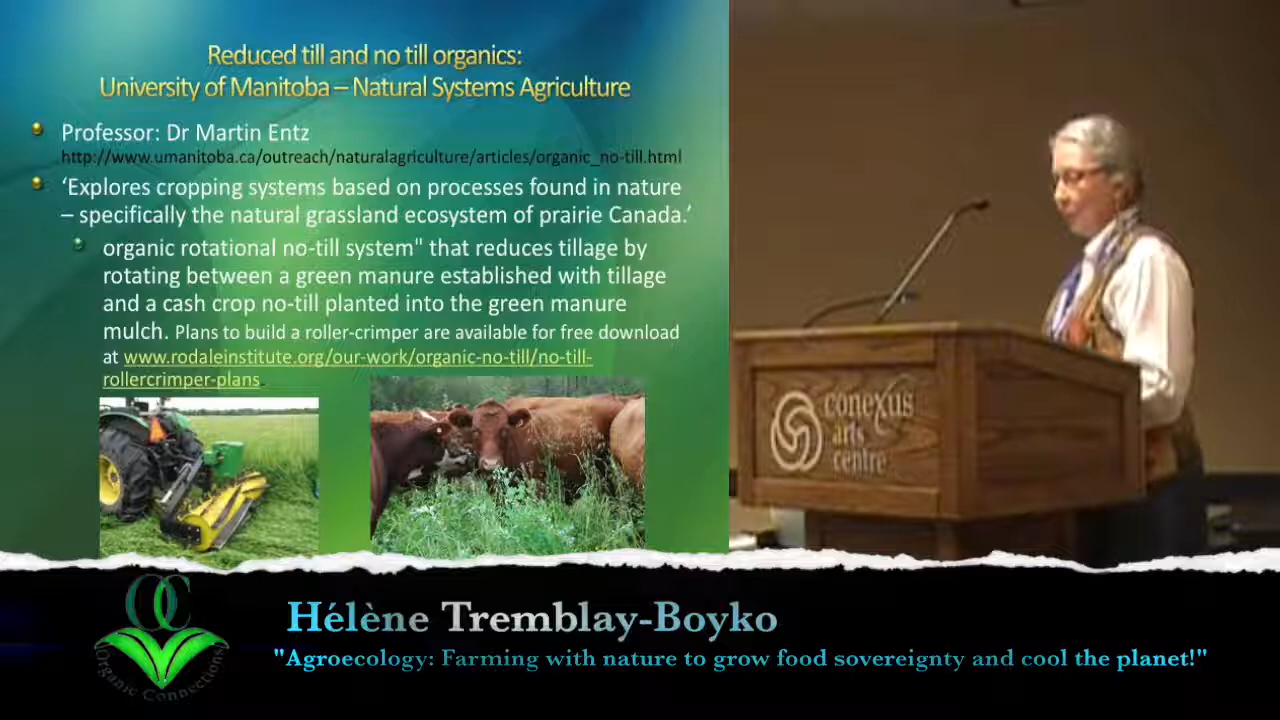 Reduced till and no till organics:
University of Manitoba – Natural Systems Agriculture
Professor: Dr Martin Entz
http://www.umanitoba.ca/outreach/naturalagriculture/articles/organic_no-till.html
‘Explores cropping systems based on processes found in nature
– specifically the natural grassland ecosystem of prairie Canada.’
organic rotational no-till system" that reduces tillage by
rotating between a green manure established with tillage
and a cash crop no-till planted into the green manure
mulch. Plans to build a roller-crimper are available for free download
at www.rodaleinstitute.org/our-work/organic-no-till/no-till-
rollercrimper-plans
conexus
arts
centre
OC
Organic Connections
Hélène Tremblay-Boyko
"Agroecology: Farming with nature to grow food sovereignty and cool the planet!"